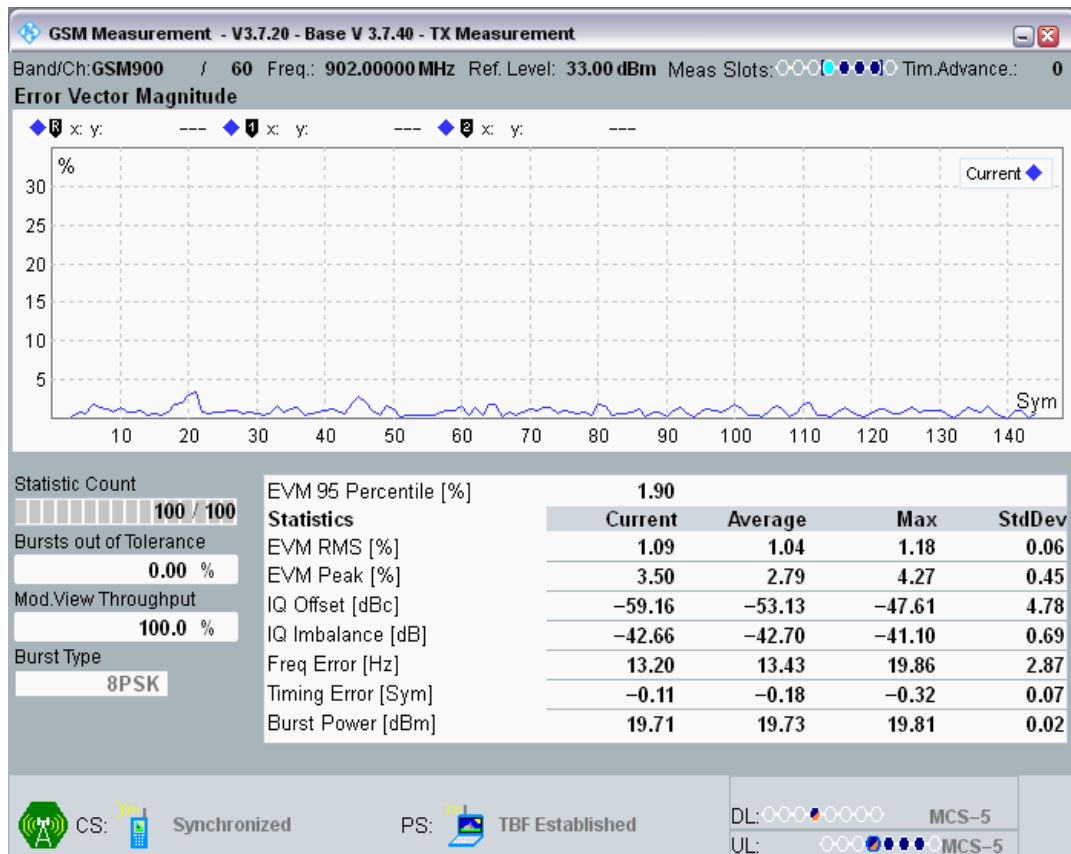 GSM Measurement - V3.7.20 - Base V 3.7.40 - TX Measurement
Band/Ch:GSM900 / 60 Freq.: 902.00000 MHz Ref. Level: 33.00 dBm Meas Slots: Tim.Advance.: 0
Error Vector Magnitude
R x: y: --- 1 x: y: --- 2 x: y: ---
%
Current
30
25
20
15
10
5
Sym
10 20 30 40 50 60 70 80 90 100 110 120 130 140
Statistic Count
100 / 100
Bursts out of Tolerance
0.00 %
Mod.View Throughput
100.0 %
Burst Type
8PSK
EVM 95 Percentile [%] 1.90
Statistics Current Average Max StdDev
EVM RMS [%] 1.09 1.04 1.18 0.06
EVM Peak [%] 3.50 2.79 4.27 0.45
IQ Offset [dBc] −59.16 −53.13 −47.61 4.78
IQ Imbalance [dB] −42.66 −42.70 −41.10 0.69
Freq Error [Hz] 13.20 13.43 19.86 2.87
Timing Error [Sym] −0.11 −0.18 −0.32 0.07
Burst Power [dBm] 19.71 19.73 19.81 0.02
CS: Synchronized PS: TBF Established
DL: MCS−5
UL: MCS−5